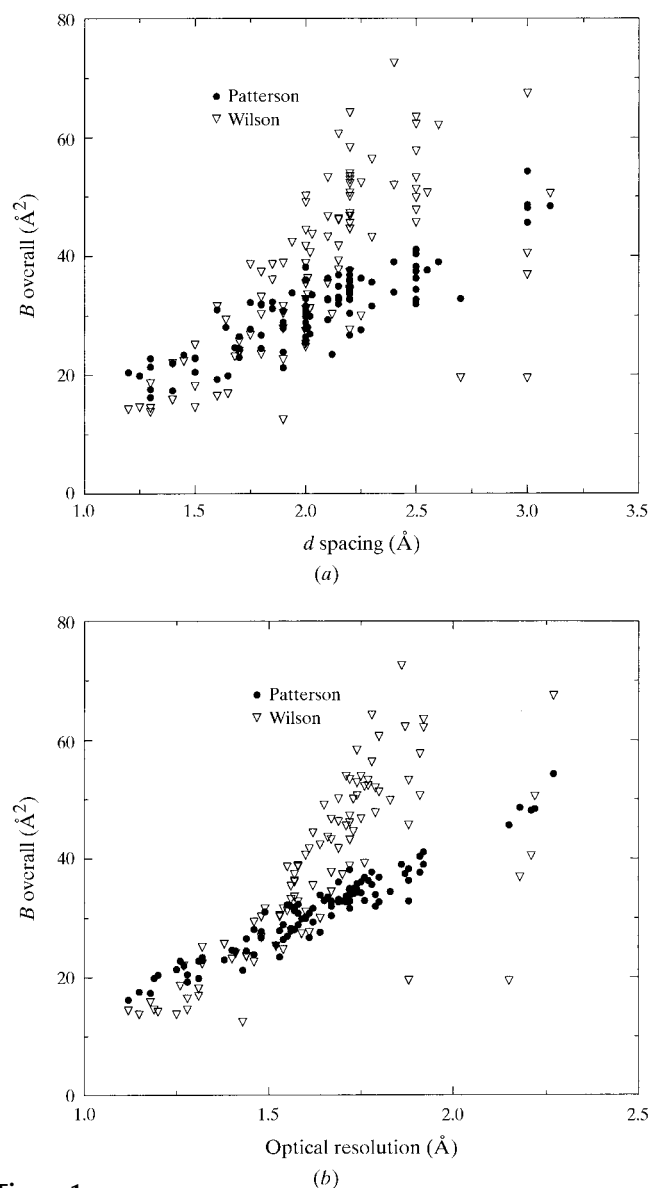 80
Patterson
Wilson
60
B overall (Å²)
40
20
0
1.0 1.5 2.0 2.5 3.0 3.5
d spacing (Å)
(a)
80
Patterson
Wilson
60
B overall (Å²)
40
20
0
1.0 1.5 2.0 2.5
Optical resolution (Å)
(b)